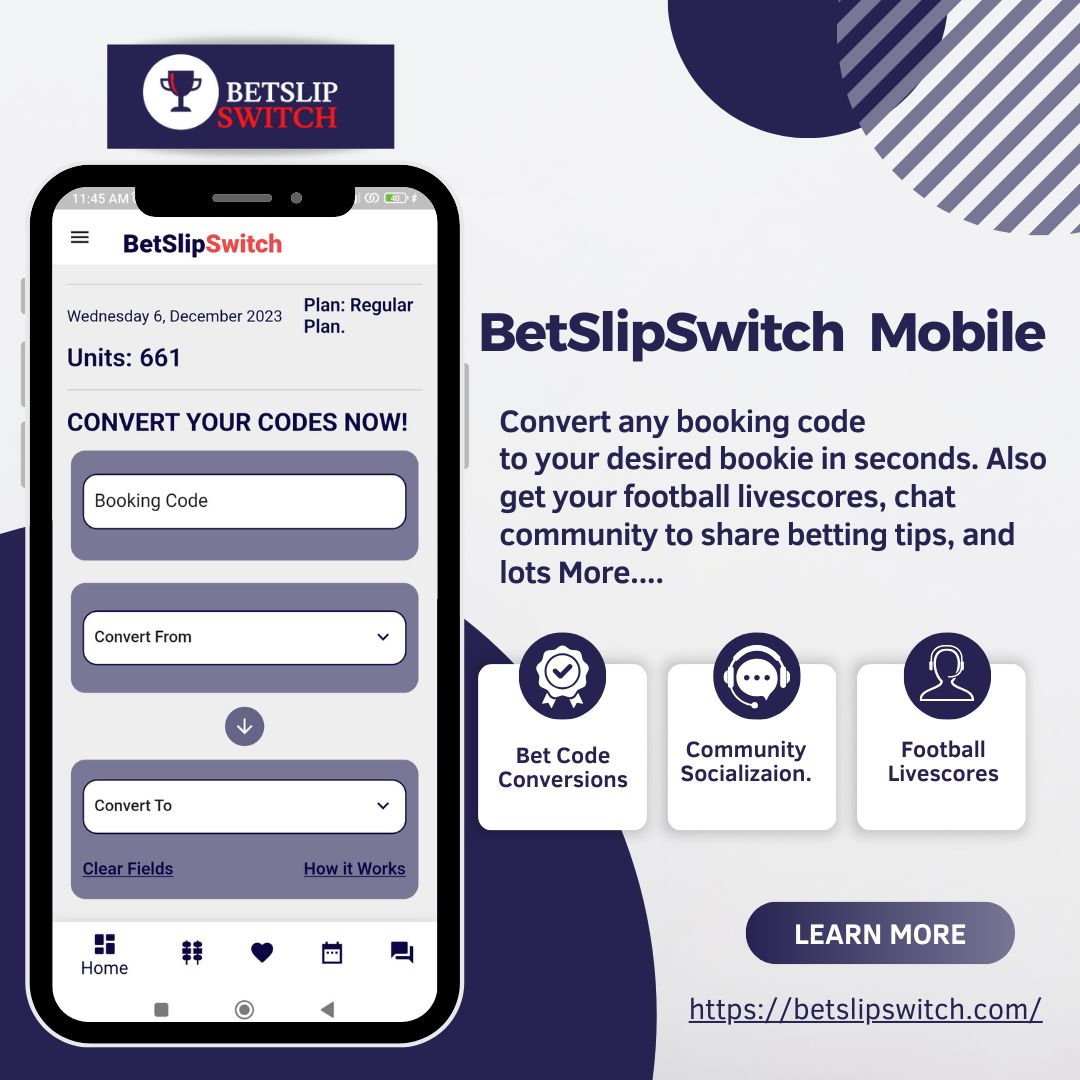 BETSLIP
SWITCH
11:45 AM
40
BetSlipSwitch
Wednesday 6, December 2023
Plan: Regular
Plan.
Units: 661
CONVERT YOUR CODES NOW!
Booking Code
Convert From
Convert To
Clear Fields
How it Works
Home
BetSlipSwitch Mobile
Convert any booking code
to your desired bookie in seconds. Also
get your football livescores, chat
community to share betting tips, and
lots More....
Bet Code
Conversions
Community
Socializaion.
Football
Livescores
LEARN MORE
https://betslipswitch.com/